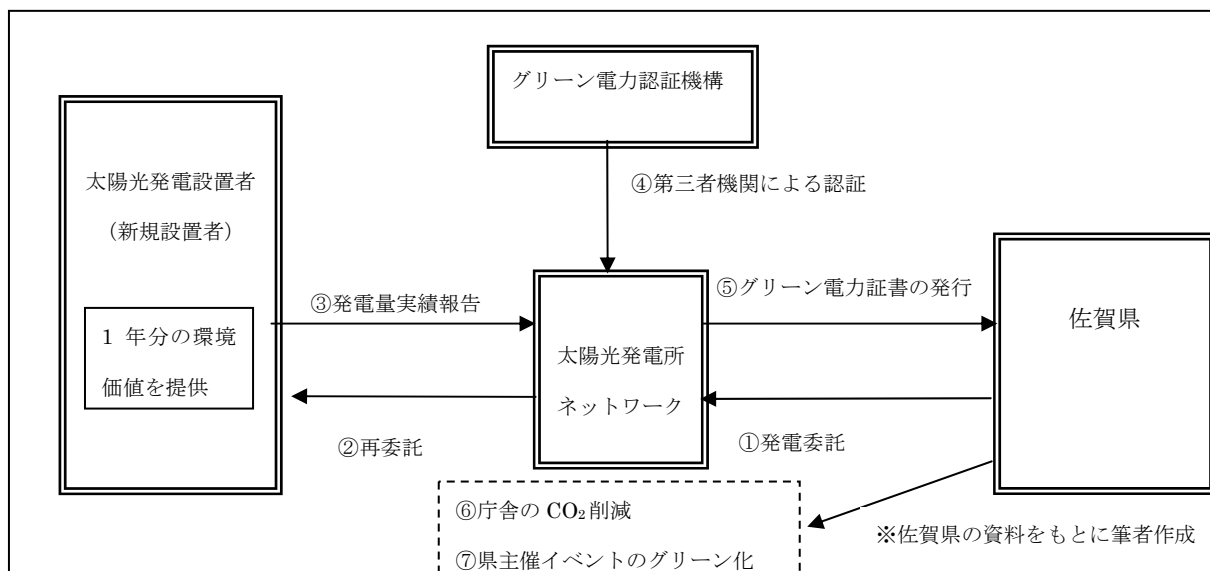 グリーン電力認証機構
太陽光発電設置者
（新規設置者）
1 年分の環境
価値を提供
④第三者機関による認証
③発電量実績報告
②再委託
太陽光発電所
ネットワーク
⑤グリーン電力証書の発行
①発電委託
佐賀県
⑥庁舎の CO₂削減
⑦県主催イベントのグリーン化
※佐賀県の資料をもとに筆者作成